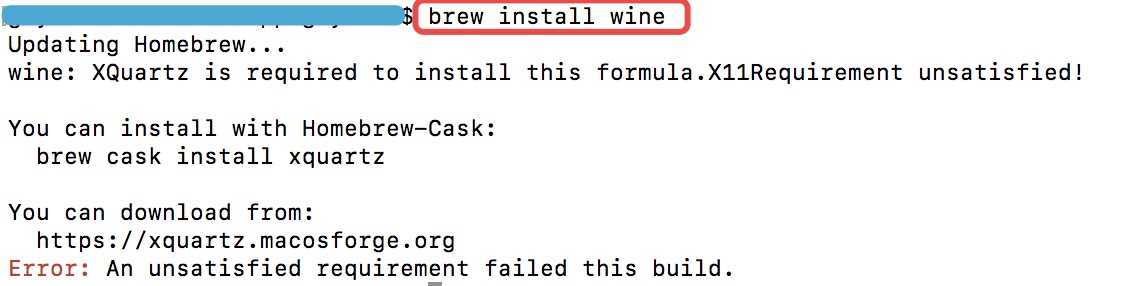 $ brew install wine
Updating Homebrew...
wine: XQuartz is required to install this formula.X11Requirement unsatisfied!
You can install with Homebrew-Cask:
brew cask install xquartz
You can download from:
https://xquartz.macosforge.org
Error: An unsatisfied requirement failed this build.